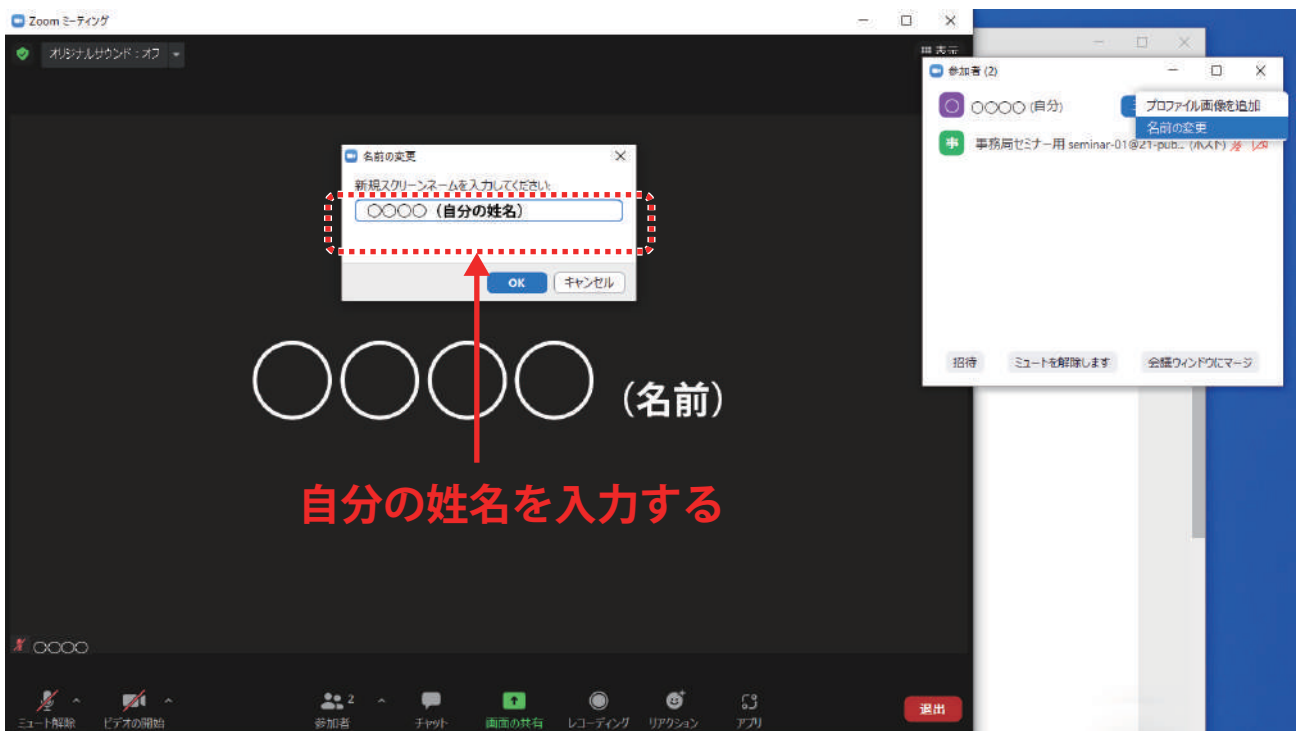 Zoom ミーティング
オリジナルサウンド：オフ
表示
参加者 (2)
〇〇〇〇 (自分)
プロファイル画像を追加
名前の変更
事務局セミナー用 seminar-01@21-pub... (ホスト)
名前の変更
新規スクリーンネームを入力してください:
〇〇〇〇（自分の姓名）
OK キャンセル
招待 ミュートを解除します 会議ウィンドウにマージ
〇〇〇〇（名前）
自分の姓名を入力する
〇〇〇〇
ミュート解除 ビデオの開始 参加者 2 チャット 画面の共有 レコーディング リアクション アプリ 退出